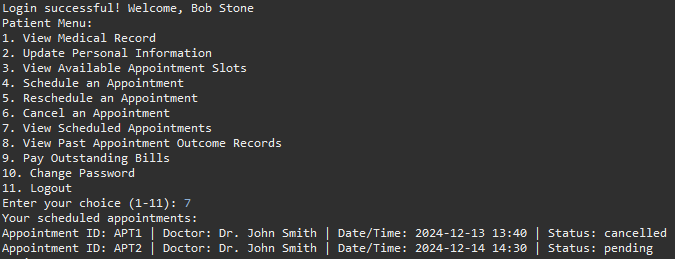 Login successful! Welcome, Bob Stone
Patient Menu:
1. View Medical Record
2. Update Personal Information
3. View Available Appointment Slots
4. Schedule an Appointment
5. Reschedule an Appointment
6. Cancel an Appointment
7. View Scheduled Appointments
8. View Past Appointment Outcome Records
9. Pay Outstanding Bills
10. Change Password
11. Logout
Enter your choice (1-11): 7
Your scheduled appointments:
Appointment ID: APT1 | Doctor: Dr. John Smith | Date/Time: 2024-12-13 13:40 | Status: cancelled
Appointment ID: APT2 | Doctor: Dr. John Smith | Date/Time: 2024-12-14 14:30 | Status: pending